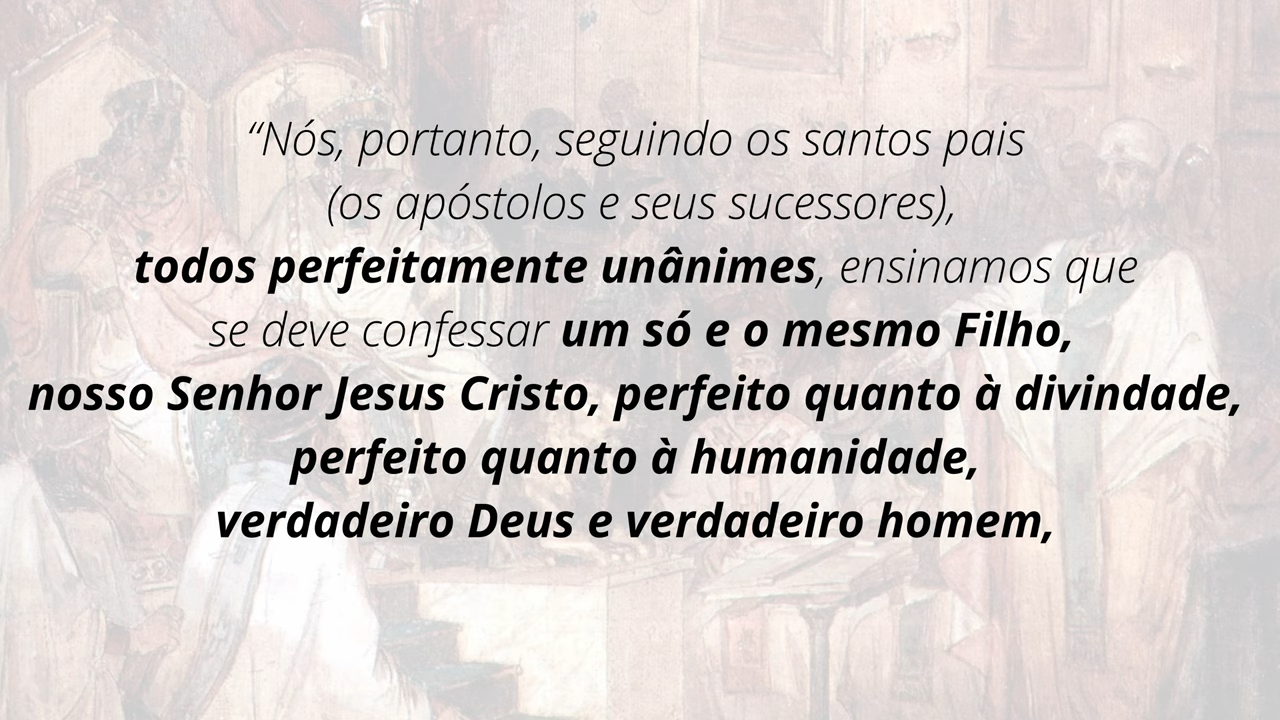 “Nós, portanto, seguindo os santos pais
(os apóstolos e seus sucessores),
todos perfeitamente unânimes, ensinamos que
se deve confessar um só e o mesmo Filho,
nosso Senhor Jesus Cristo, perfeito quanto à divindade,
perfeito quanto à humanidade,
verdadeiro Deus e verdadeiro homem,